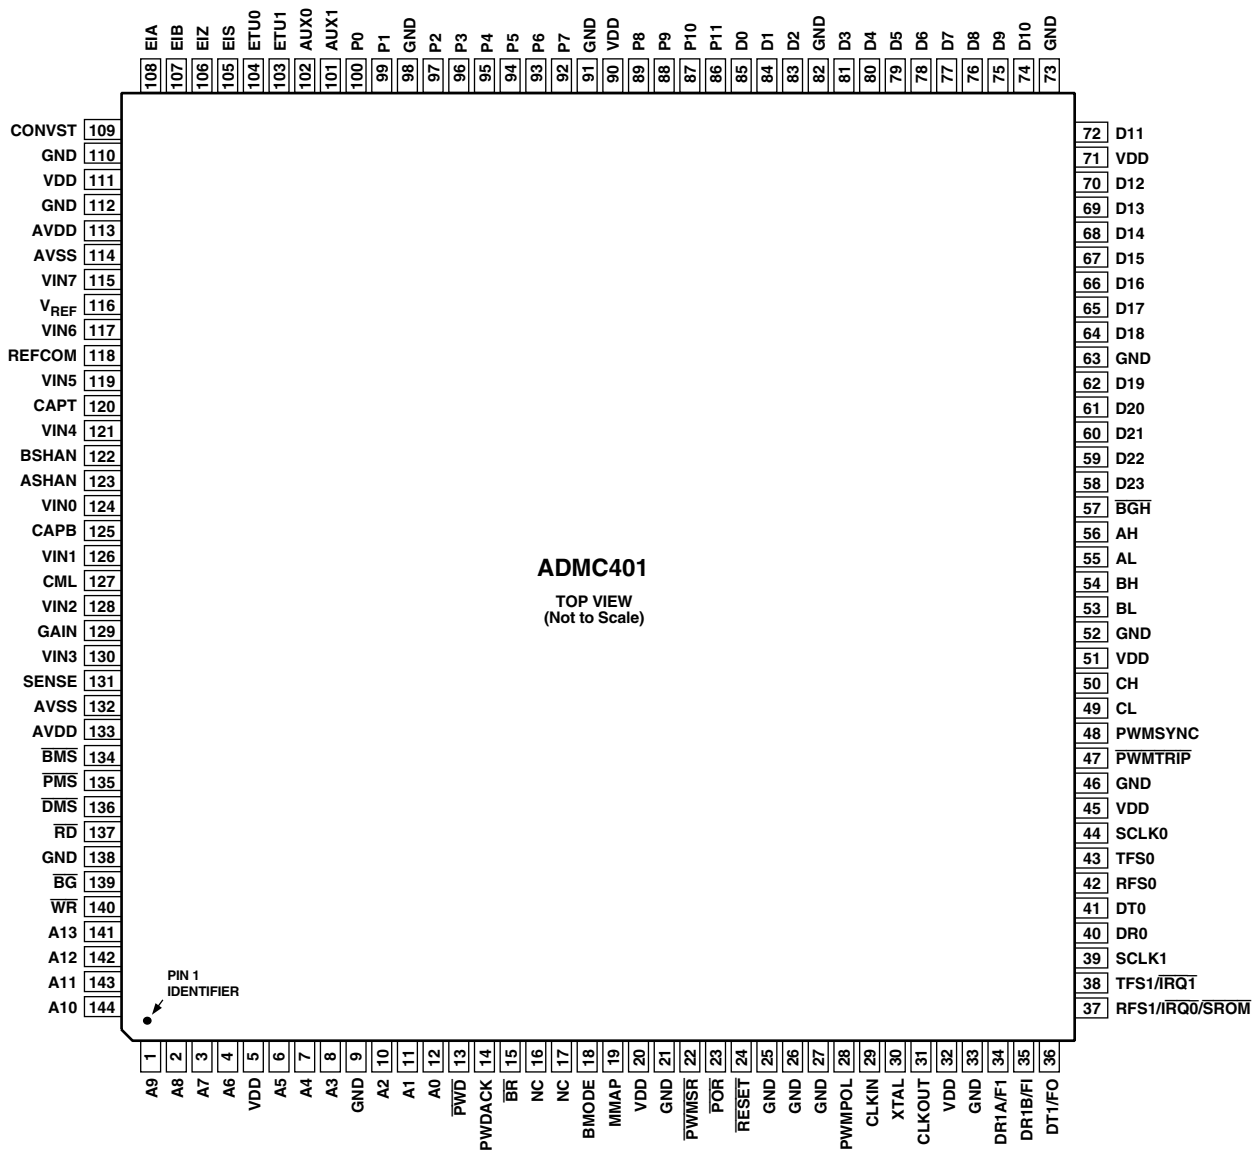 108 EIA
107 EIB
106 EIZ
105 EIS
104 ETU0
103 ETU1
102 AUX0
101 AUX1
100 P0
99 P1
98 GND
97 P2
96 P3
95 P4
94 P5
93 P6
92 P7
91 GND
90 VDD
89 P8
88 P9
87 P10
86 P11
85 D0
84 D1
83 D2
82 GND
81 D3
80 D4
79 D5
78 D6
77 D7
76 D8
75 D9
74 D10
73 GND
CONVST 109
GND 110
VDD 111
GND 112
AVDD 113
AVSS 114
VIN7 115
VREF 116
VIN6 117
REFCOM 118
VIN5 119
CAPT 120
VIN4 121
BSHAN 122
ASHAN 123
VIN0 124
CAPB 125
VIN1 126
CML 127
VIN2 128
GAIN 129
VIN3 130
SENSE 131
AVSS 132
AVDD 133
BMS 134
PMS 135
DMS 136
RD 137
GND 138
BG 139
WR 140
A13 141
A12 142
A11 143
A10 144
ADMC401
TOP VIEW
(Not to Scale)
PIN 1
IDENTIFIER
72 D11
71 VDD
70 D12
69 D13
68 D14
67 D15
66 D16
65 D17
64 D18
63 GND
62 D19
61 D20
60 D21
59 D22
58 D23
57 BGH
56 AH
55 AL
54 BH
53 BL
52 GND
51 VDD
50 CH
49 CL
48 PWMSYNC
47 PWMTRIP
46 GND
45 VDD
44 SCLK0
43 TFS0
42 RFS0
41 DT0
40 DR0
39 SCLK1
38 TFS1/IRQ1
37 RFS1/IRQ0/SROM
1 A9
2 A8
3 A7
4 A6
5 VDD
6 A5
7 A4
8 A3
9 GND
10 A2
11 A1
12 A0
13 PWD
14 PWDACK
15 BR
16 NC
17 NC
18 BMODE
19 MMAP
20 VDD
21 GND
22 PWMSR
23 POR
24 RESET
25 GND
26 GND
27 GND
28 PWMPOL
29 CLKIN
30 XTAL
31 CLKOUT
32 VDD
33 GND
34 DR1A/F1
35 DR1B/FI
36 DT1/FO